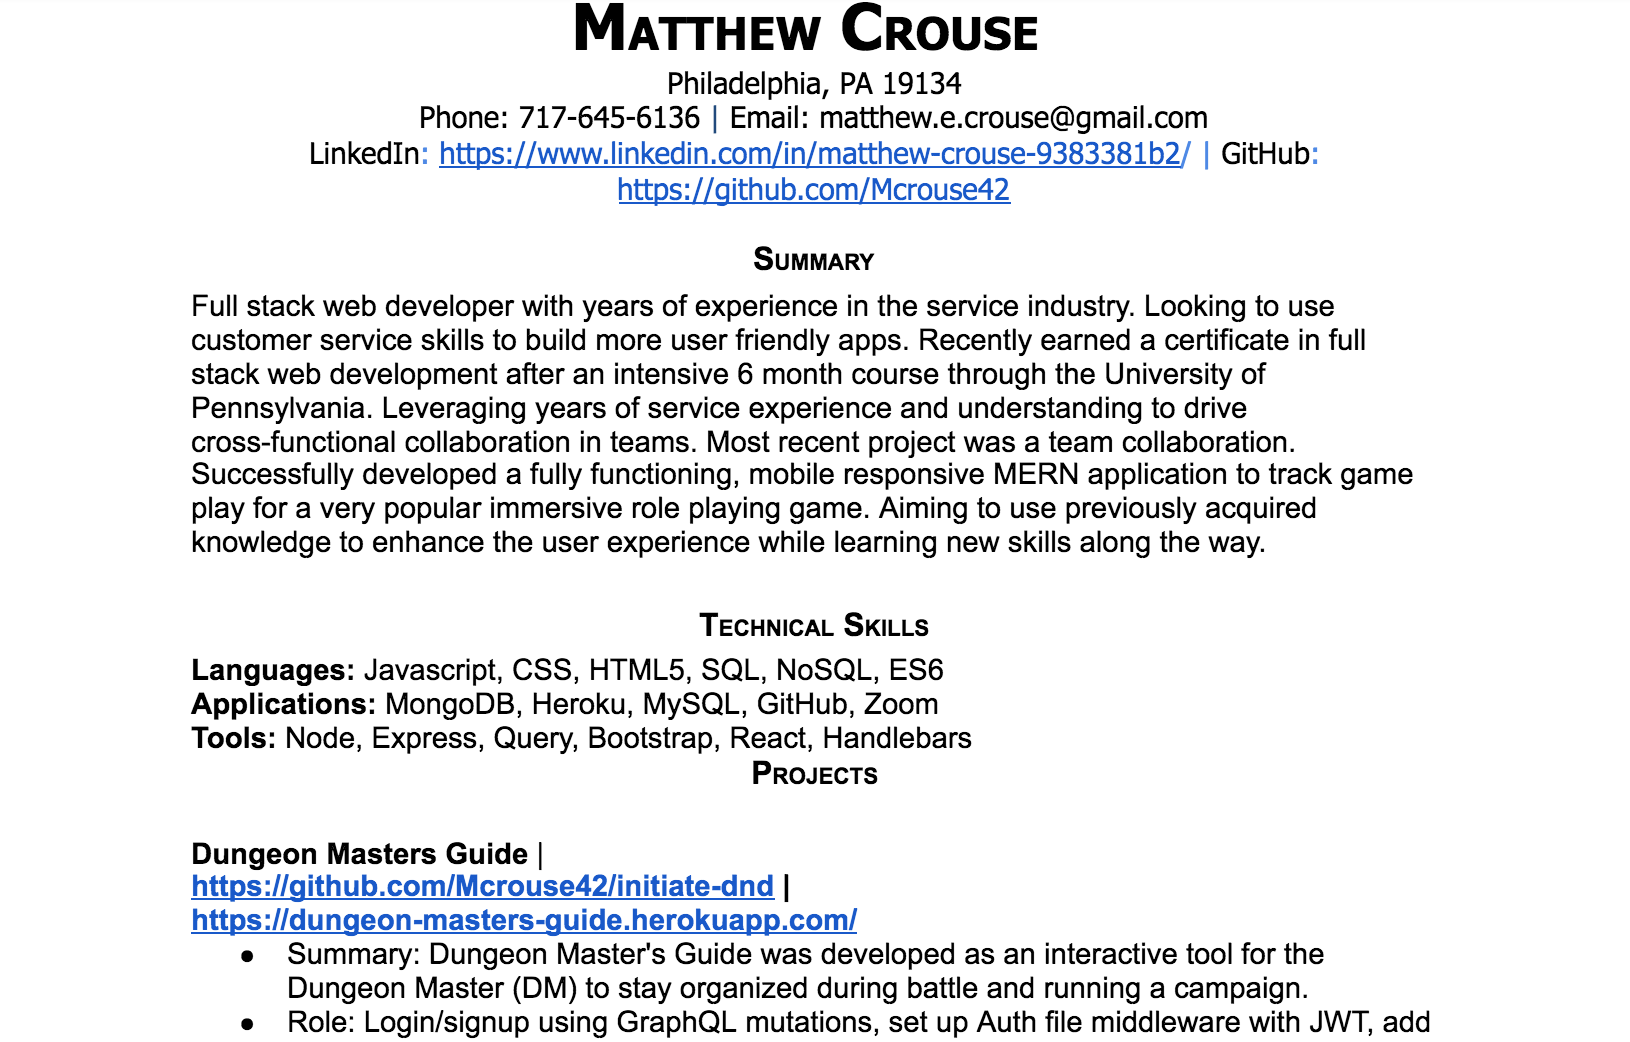 MATTHEW CROUSE
Philadelphia, PA 19134
Phone: 717-645-6136 | Email: matthew.e.crouse@gmail.com
LinkedIn: https://www.linkedin.com/in/matthew-crouse-9383381b2/ | GitHub:
https://github.com/Mcrouse42
SUMMARY
Full stack web developer with years of experience in the service industry. Looking to use
customer service skills to build more user friendly apps. Recently earned a certificate in full
stack web development after an intensive 6 month course through the University of
Pennsylvania. Leveraging years of service experience and understanding to drive
cross-functional collaboration in teams. Most recent project was a team collaboration.
Successfully developed a fully functioning, mobile responsive MERN application to track game
play for a very popular immersive role playing game. Aiming to use previously acquired
knowledge to enhance the user experience while learning new skills along the way.
TECHNICAL SKILLS
Languages: Javascript, CSS, HTML5, SQL, NoSQL, ES6
Applications: MongoDB, Heroku, MySQL, GitHub, Zoom
Tools: Node, Express, Query, Bootstrap, React, Handlebars
PROJECTS
Dungeon Masters Guide |
https://github.com/Mcrouse42/initiate-dnd |
https://dungeon-masters-guide.herokuapp.com/
● Summary: Dungeon Master's Guide was developed as an interactive tool for the
Dungeon Master (DM) to stay organized during battle and running a campaign.
● Role: Login/signup using GraphQL mutations, set up Auth file middleware with JWT, add